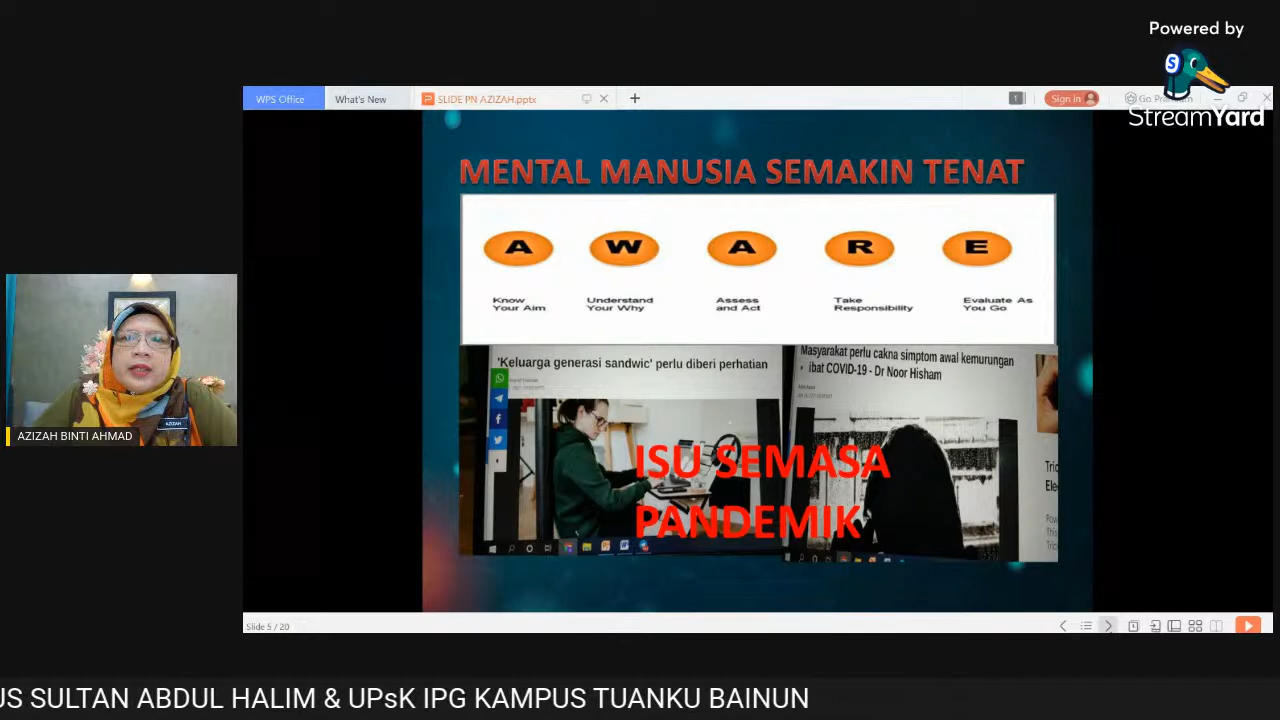 Powered by
S
StreamYard
WPS Office
What's New
SLIDE PN AZIZAH.pptx
1
Sign in
MENTAL MANUSIA SEMAKIN TENAT
A W A R E
Know
Your Aim
Understand
Your Why
Assess
and Act
Take
Responsibility
Evaluate As
You Go
'Keluarga generasi sandwic' perlu diberi perhatian
Masyarakat perlu cakna simptom awal kemurungan
ibat COVID-19 - Dr Noor Hisham
ISU SEMASA
PANDEMIK
AZIZAH
AZIZAH BINTI AHMAD
Slide 5 / 20
US SULTAN ABDUL HALIM & UPsK IPG KAMPUS TUANKU BAINUN